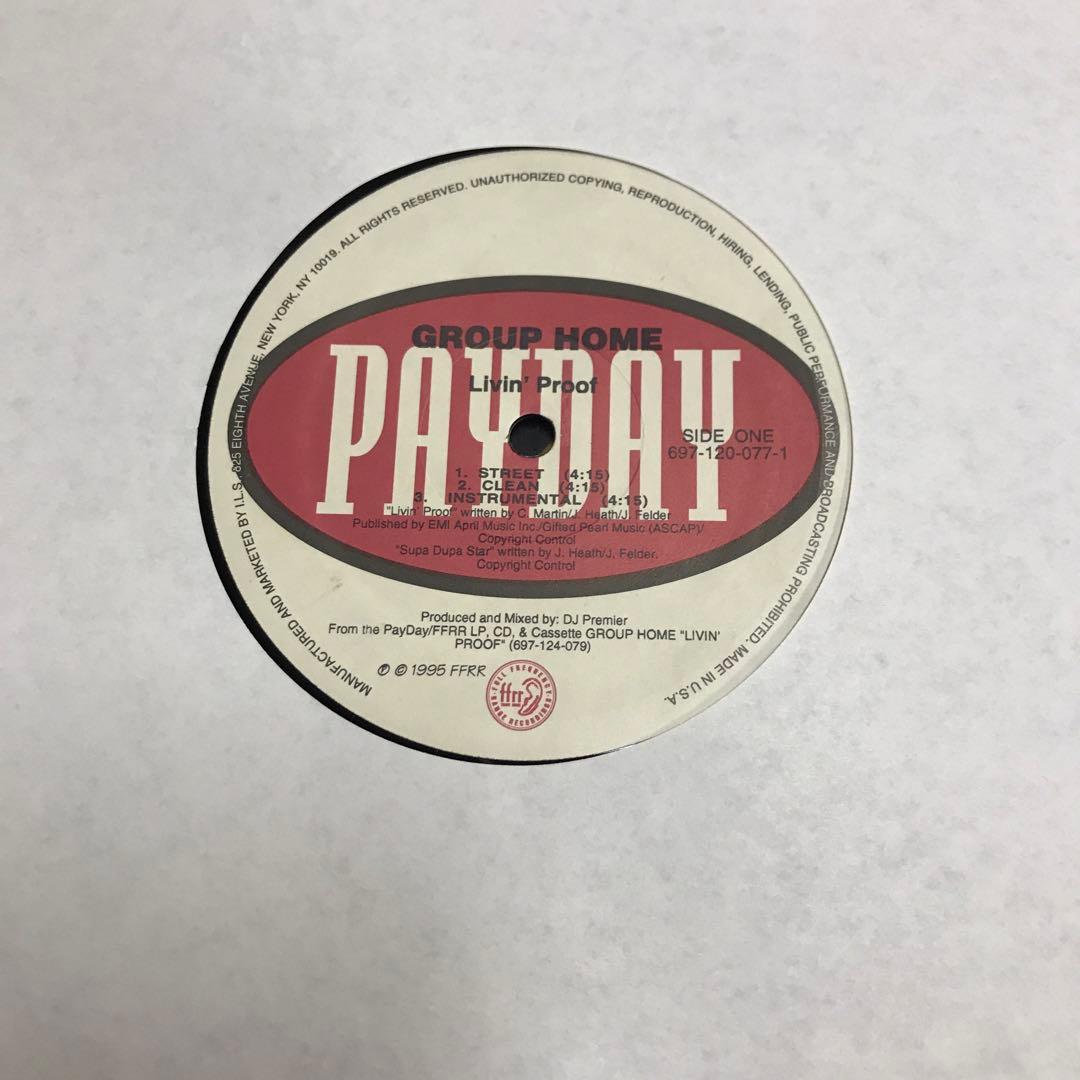 MANUFACTURED AND MARKETED BY I.L.S., 825 EIGHTH AVENUE, NEW YORK, NY 10019. ALL RIGHTS RESERVED. UNAUTHORIZED COPYING, REPRODUCTION, HIRING, LENDING, PUBLIC PERFORMANCE AND BROADCASTING PROHIBITED. MADE IN U.S.A.
GROUP HOME
PAYDAY
Livin' Proof
SIDE ONE
697-120-077-1
1. STREET (4:15)
2. CLEAN (4:15)
3. INSTRUMENTAL (4:15)
"Livin' Proof" written by C. Martin/J. Heath/J. Felder
Published by EMI April Music Inc./Gifted Pearl Music (ASCAP)/
Copyright Control
"Supa Dupa Star" written by J. Heath/J. Felder.
Copyright Control
Produced and Mixed by: DJ Premier
From the PayDay/FFRR LP, CD, & Cassette GROUP HOME "LIVIN'
PROOF" (697-124-079)
℗ © 1995 FFRR
FULL FREQUENCY
ffrr
RANGE RECORDINGS